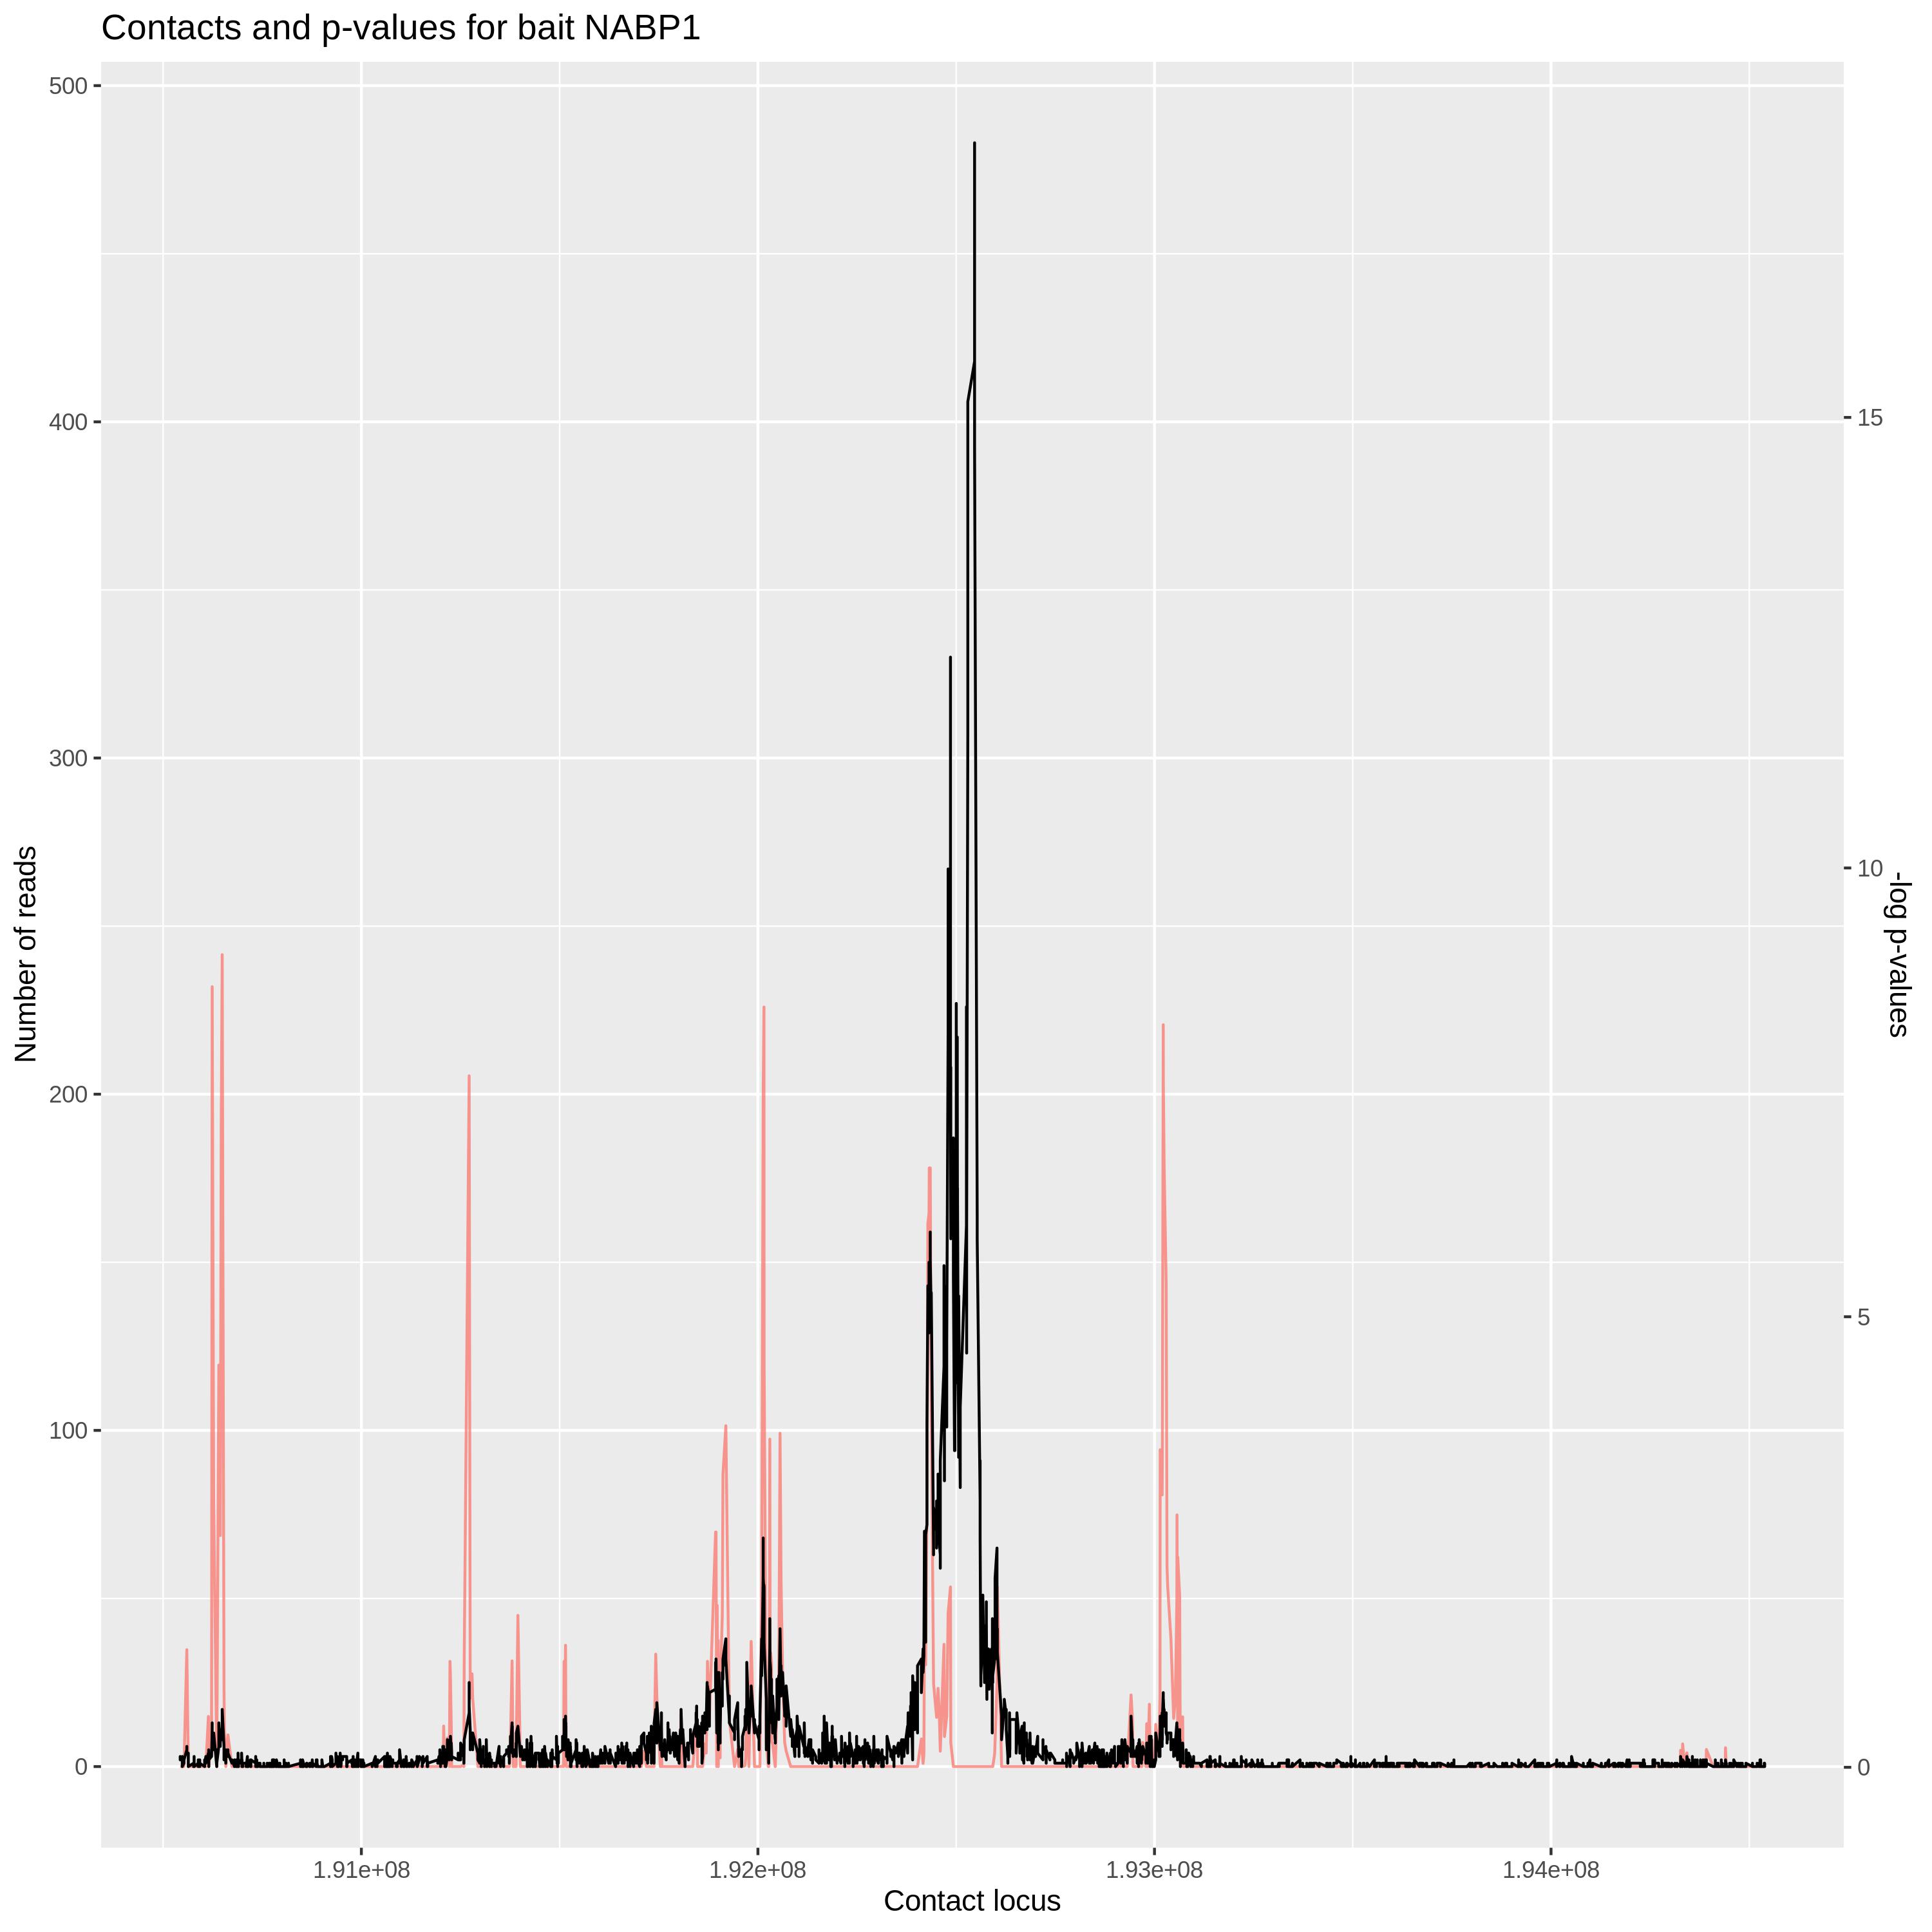 Contacts and p-values for bait NABP1
500
400
300
200
100
0
Number of reads
15
10
5
0
-log p-values
1.91e+08 1.92e+08 1.93e+08 1.94e+08
Contact locus